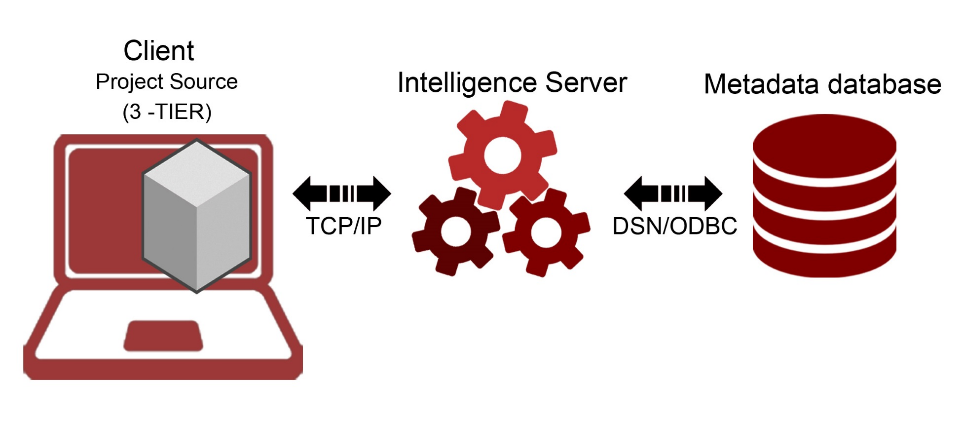 Client
Project Source
(3 -TIER)
Intelligence Server
Metadata database
TCP/IP
DSN/ODBC